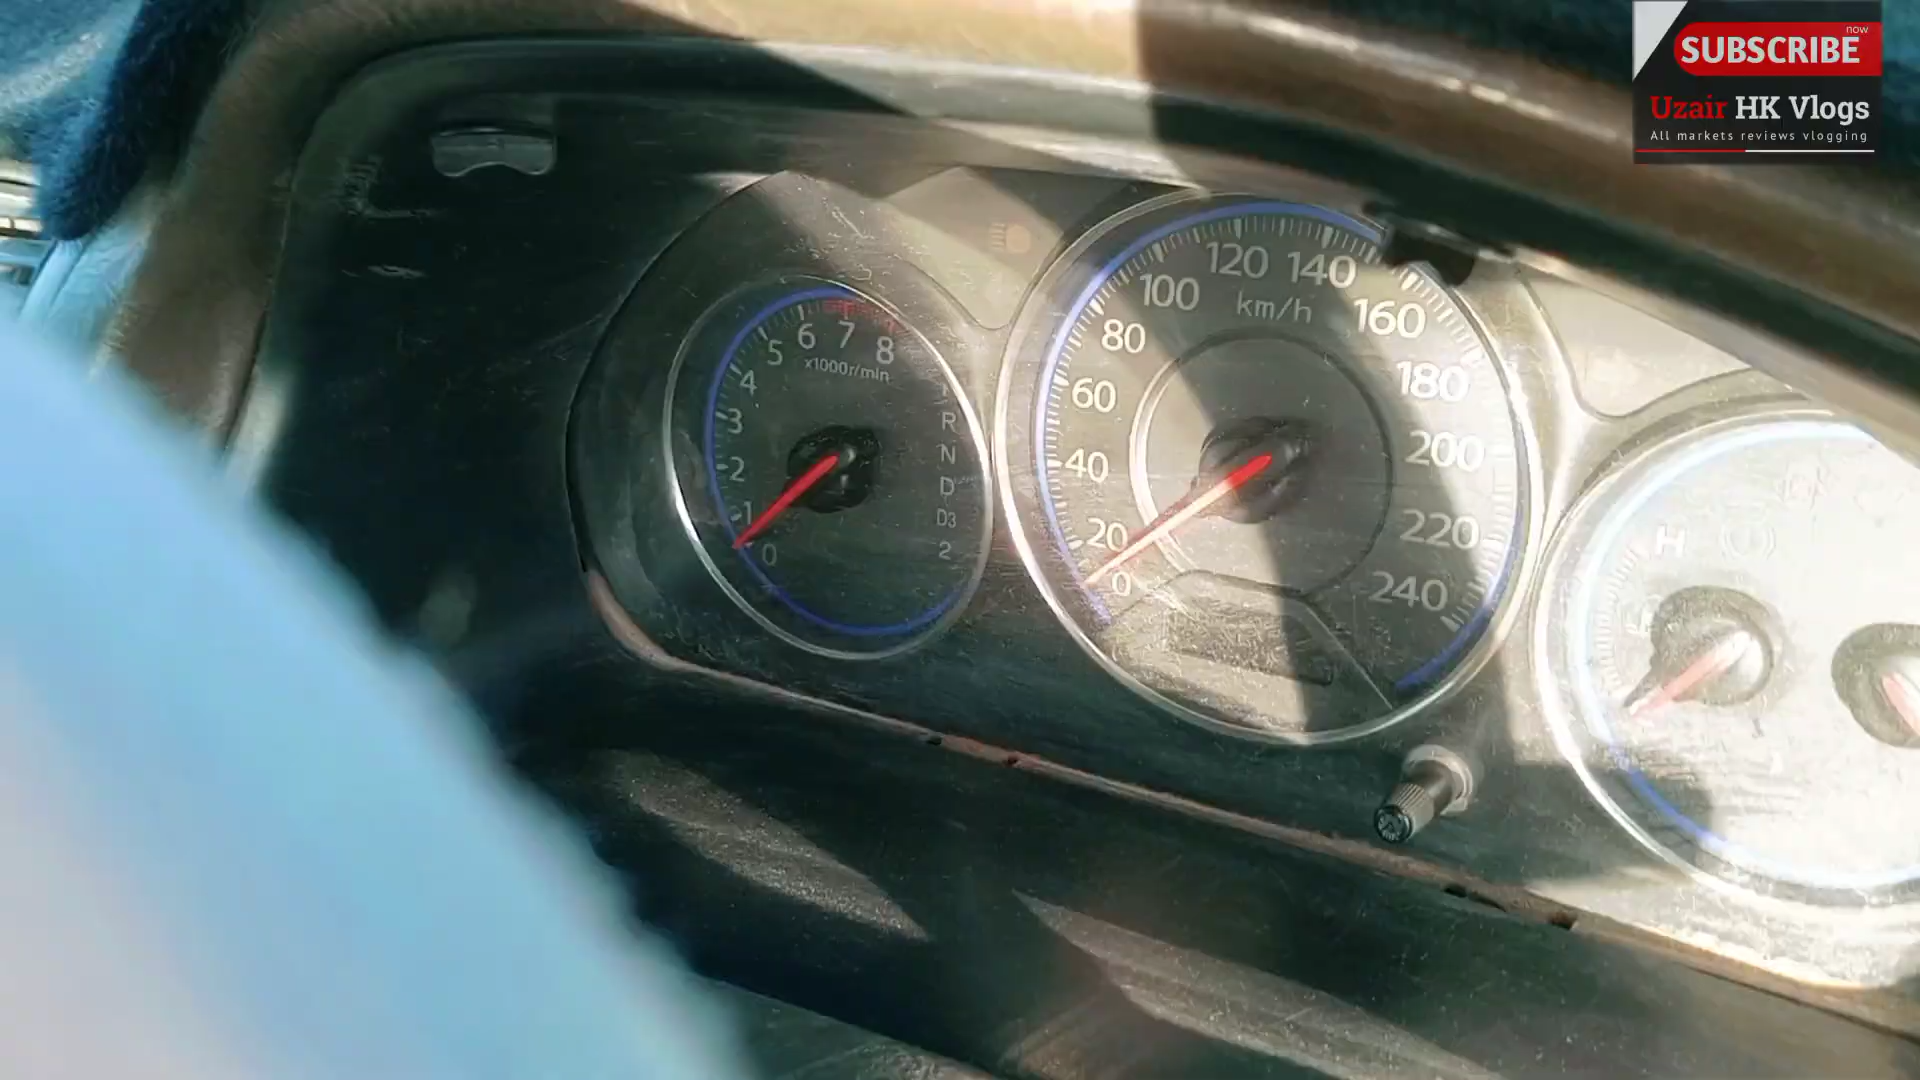 now
SUBSCRIBE
Uzair HK Vlogs
All markets reviews vlogging
0
1
2
3
4
5
6
7
8
x1000r/min
R
N
D
D3
2
0
20
40
60
80
100
120
140
160
180
200
220
240
km/h
H